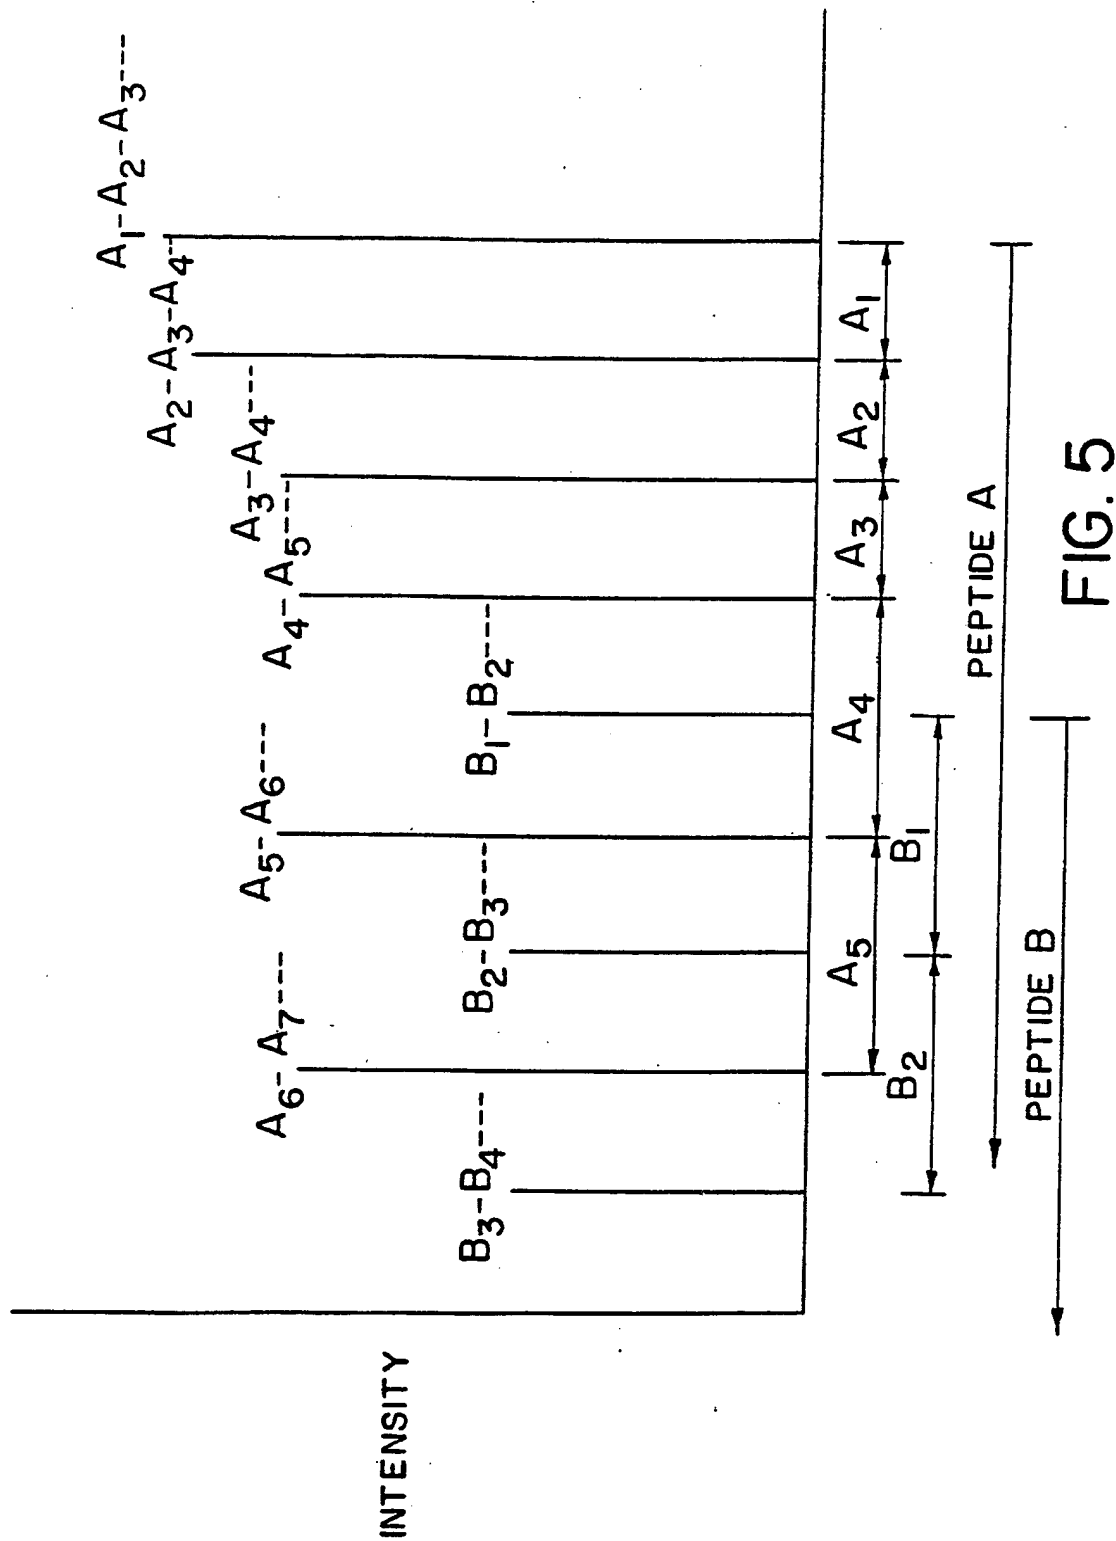 INTENSITY
A1-A2-A3----
A2-A3-A4--
A3-A4----
A4-A5----
A5-A6---
A6-A7----
B1-B2----
B2-B3----
B3-B4----
A5
A4
A3
A2
A1
B2
B1
PEPTIDE A
PEPTIDE B
FIG. 5